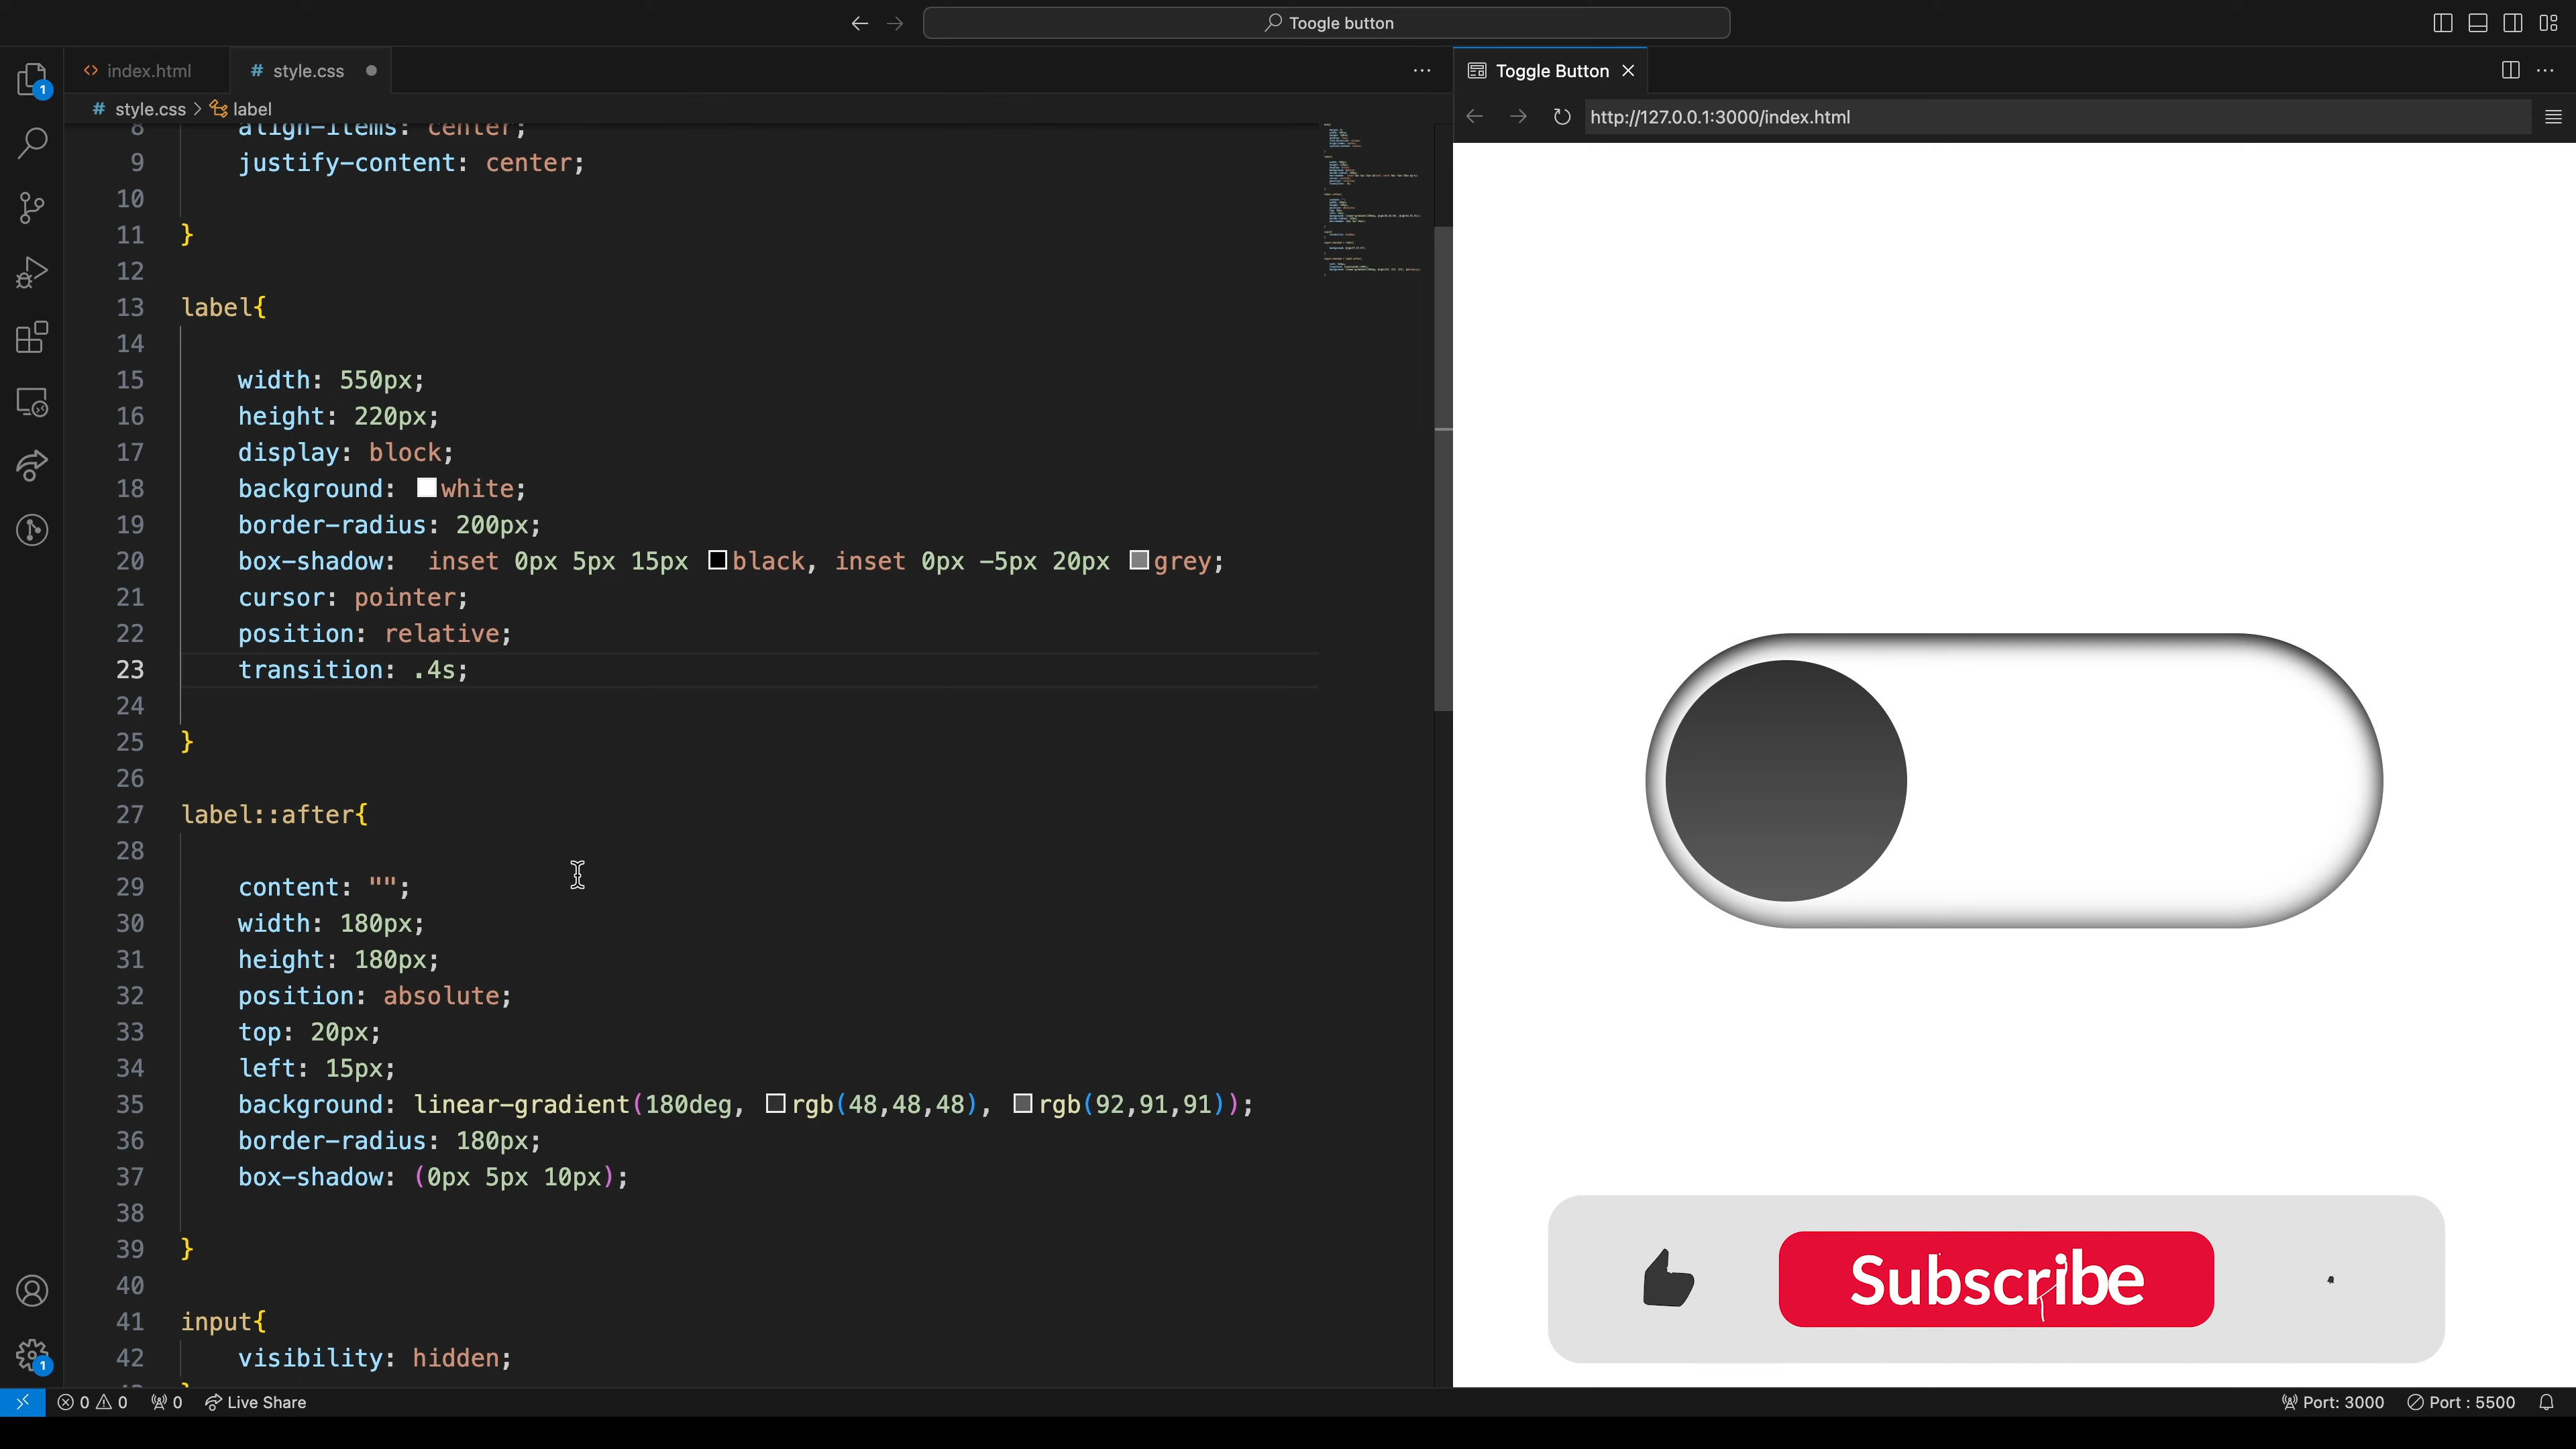 Toogle button
index.html
# style.css
Toggle Button
# style.css > label
http://127.0.0.1:3000/index.html
8 align-items: center;
9 justify-content: center;
10
11 }
12
13 label{
14
15 width: 550px;
16 height: 220px;
17 display: block;
18 background: white;
19 border-radius: 200px;
20 box-shadow:  inset 0px 5px 15px black, inset 0px -5px 20px grey;
21 cursor: pointer;
22 position: relative;
23 transition: .4s;
24
25 }
26
27 label::after{
28
29 content: "";
30 width: 180px;
31 height: 180px;
32 position: absolute;
33 top: 20px;
34 left: 15px;
35 background: linear-gradient(180deg, rgb(48,48,48), rgb(92,91,91));
36 border-radius: 180px;
37 box-shadow: (0px 5px 10px);
38
39 }
40
41 input{
42 visibility: hidden;
Subscribe
1
1
0 0 0 Live Share
Port: 3000 Port : 5500